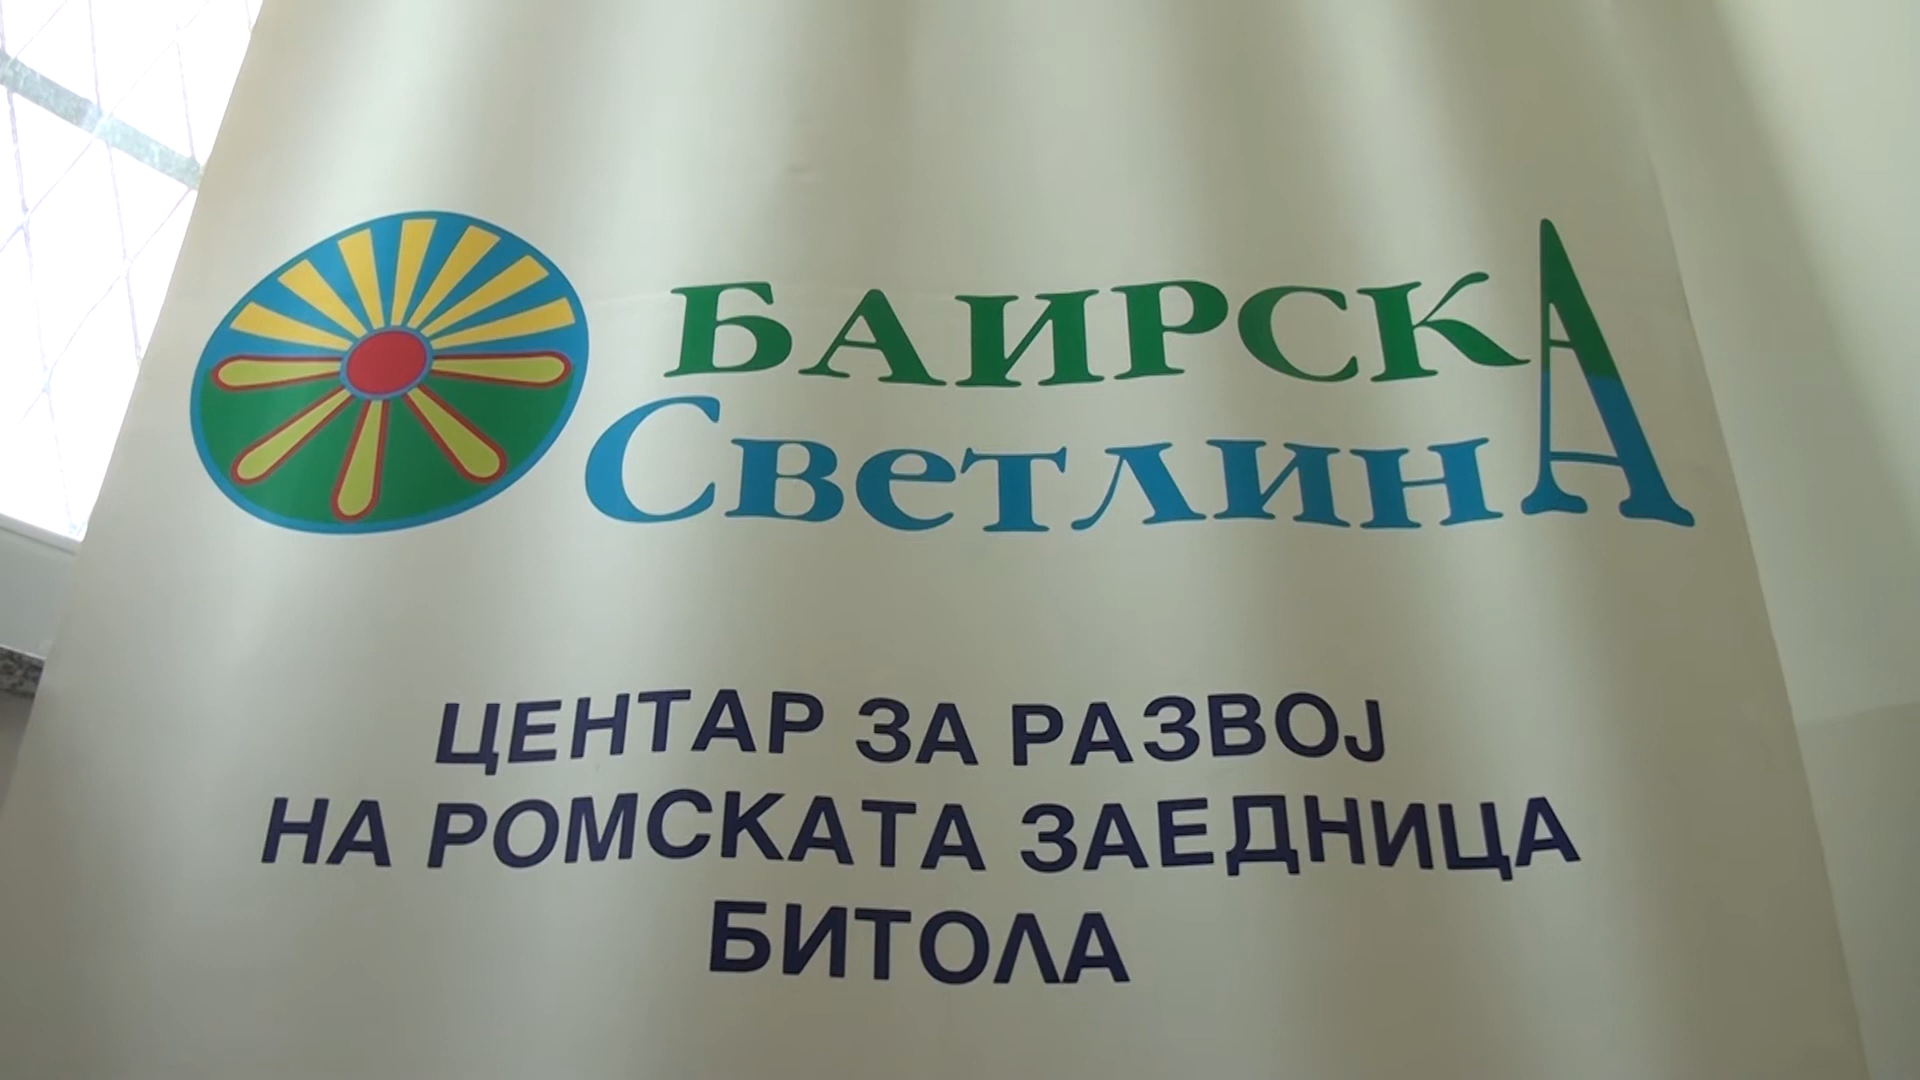 БАИРСКА
СВЕТЛИНА
ЦЕНТАР ЗА РАЗВОЈ
НА РОМСКАТА ЗАЕДНИЦА
БИТОЛА